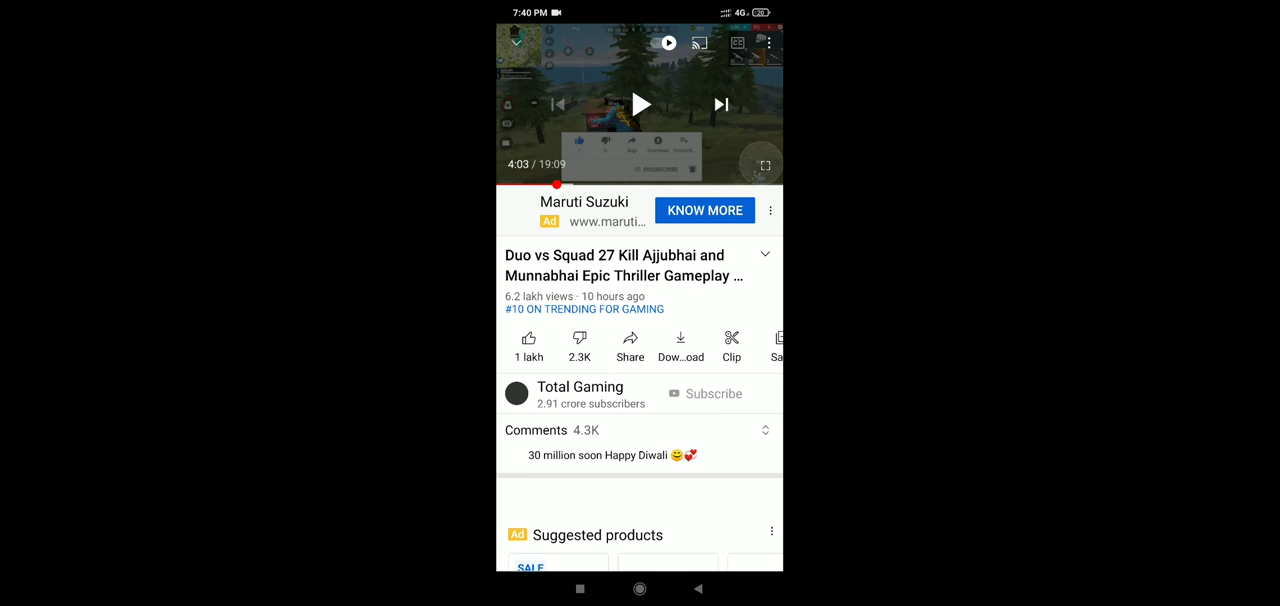 7:40 PM
4G
20
CC
4:03 / 19:09
Maruti Suzuki
Ad www.maruti…
KNOW MORE
Duo vs Squad 27 Kill Ajjubhai and
Munnabhai Epic Thriller Gameplay …
6.2 lakh views · 10 hours ago
#10 ON TRENDING FOR GAMING
1 lakh 2.3K Share Dow…oad Clip Sa
Total Gaming
2.91 crore subscribers
Subscribe
Comments 4.3K
30 million soon Happy Diwali 😊💞
Ad Suggested products
SALE